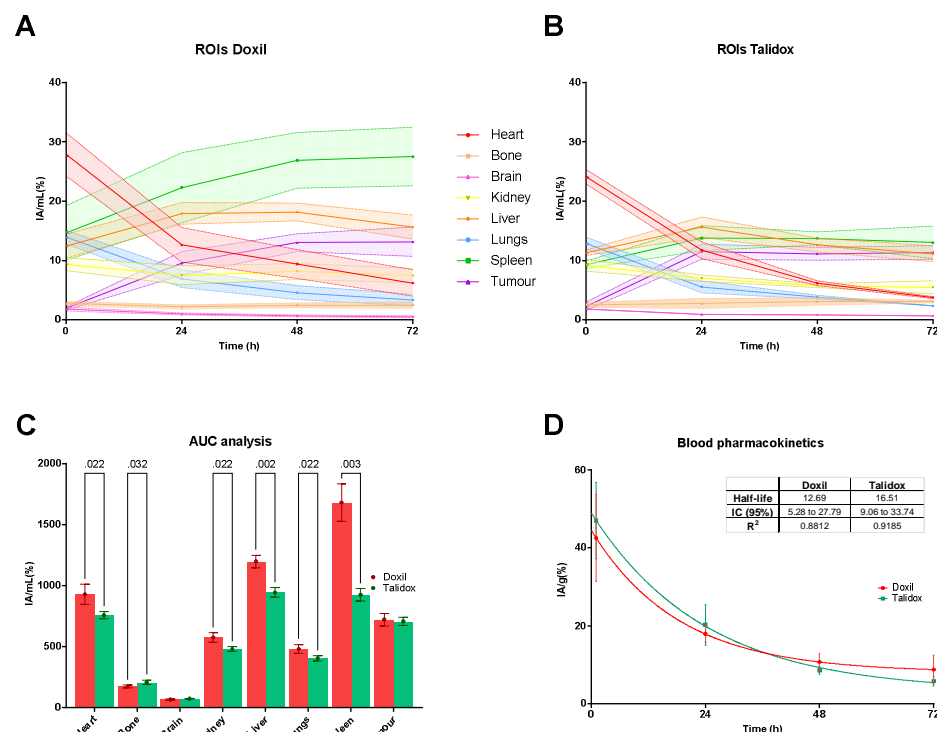 A
ROIs Doxil
40
30
20
10
0
IA/mL(%)
0
24
48
72
Time (h)
Heart
Bone
Brain
Kidney
Liver
Lungs
Spleen
Tumour
B
ROIs Talidox
40
30
20
10
0
IA/mL(%)
0
24
48
72
Time (h)
C
AUC analysis
2000
1500
1000
500
0
IA/mL(%)
.022
.032
.022
.002
.022
.003
Doxil
Talidox
Bone
D
Blood pharmacokinetics
60
40
20
0
IA/g(%)
Doxil Talidox
Half-life 12.69 16.51
IC (95%) 5.28 to 27.79 9.06 to 33.74
R² 0.8812 0.9185
Doxil
Talidox
0
24
48
72
Time (h)